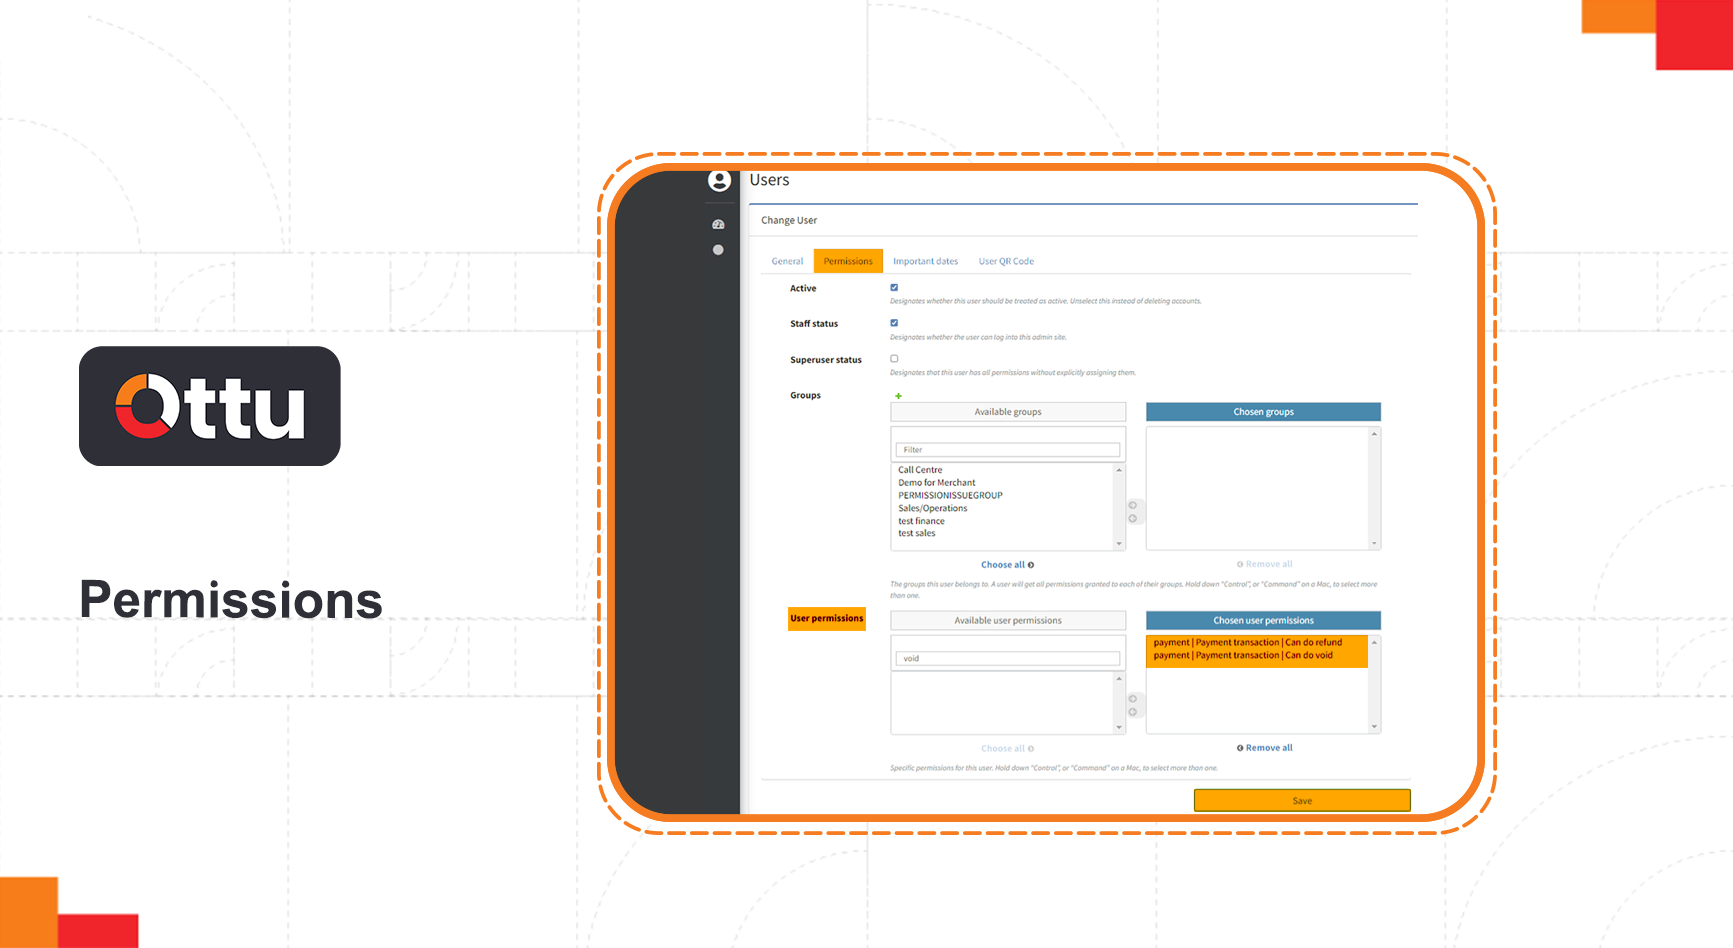 Ottu
Permissions
Users
Change User
General
Permissions
Important dates
User QR Code
Active
Designates whether this user should be treated as active. Unselect this instead of deleting accounts.
Staff status
Designates whether the user can log into this admin site.
Superuser status
Designates that this user has all permissions without explicitly assigning them.
Groups
Available groups
Chosen groups
Filter
Call Centre
Demo for Merchant
PERMISSIONISSUEGROUP
Sales/Operations
test finance
test sales
Choose all
Remove all
The groups this user belongs to. A user will get all permissions granted to each of their groups. Hold down "Control", or "Command" on a Mac, to select more
than one.
User permissions
Available user permissions
Chosen user permissions
void
payment | Payment transaction | Can do refund
payment | Payment transaction | Can do void
Choose all
Remove all
Specific permissions for this user. Hold down "Control", or "Command" on a Mac, to select more than one.
Save